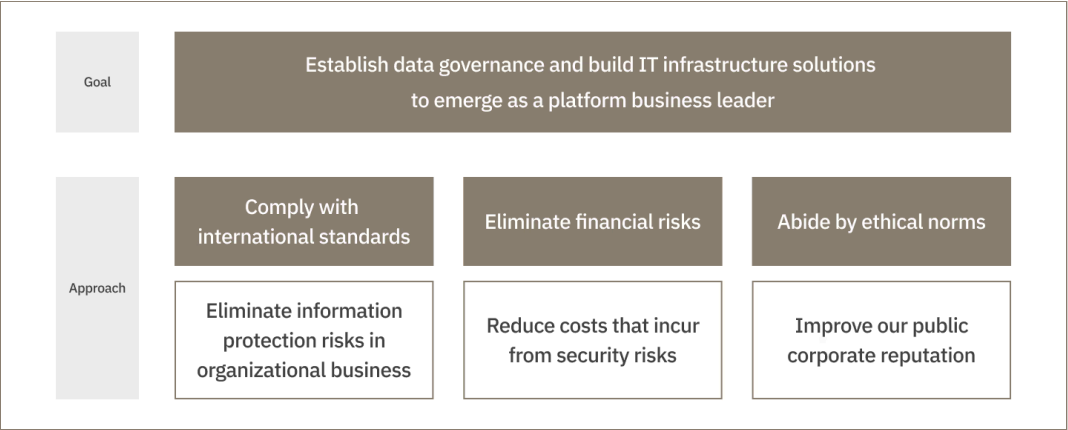 Goal
Establish data governance and build IT infrastructure solutions
to emerge as a platform business leader
Approach
Comply with
international standards
Eliminate financial risks
Abide by ethical norms
Eliminate information
protection risks in
organizational business
Reduce costs that incur
from security risks
Improve our public
corporate reputation